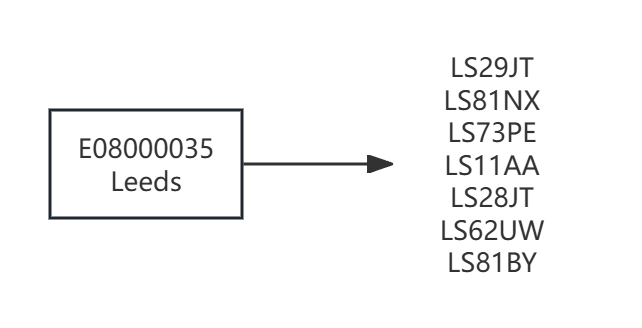 E08000035
Leeds
LS29JT
LS81NX
LS73PE
LS11AA
LS28JT
LS62UW
LS81BY